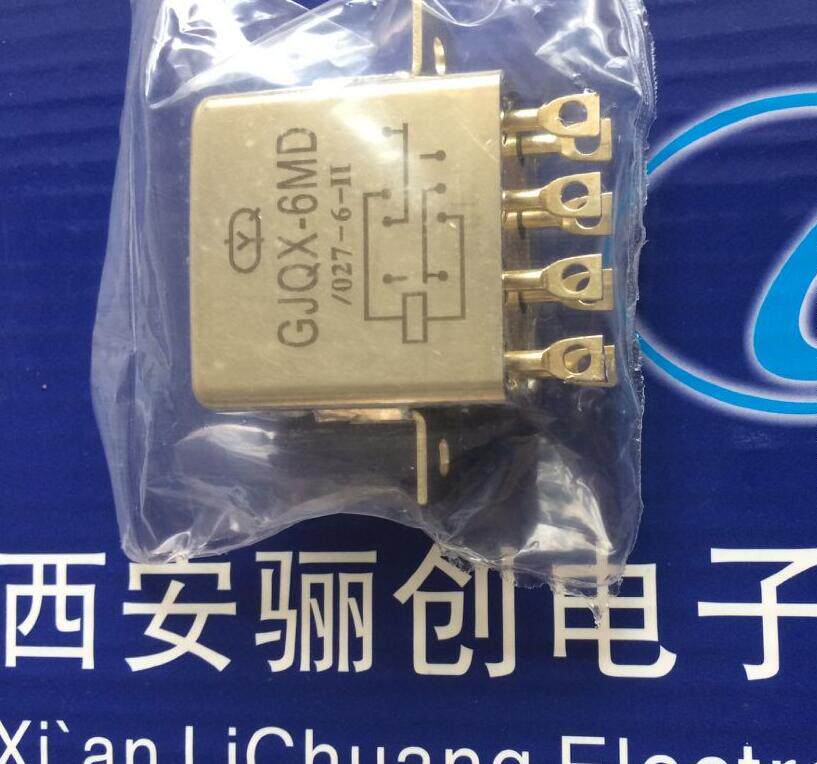 Y
GJQX-6MD
/027-6-II
西安骊创电子
Xi`an LiChuang Electr